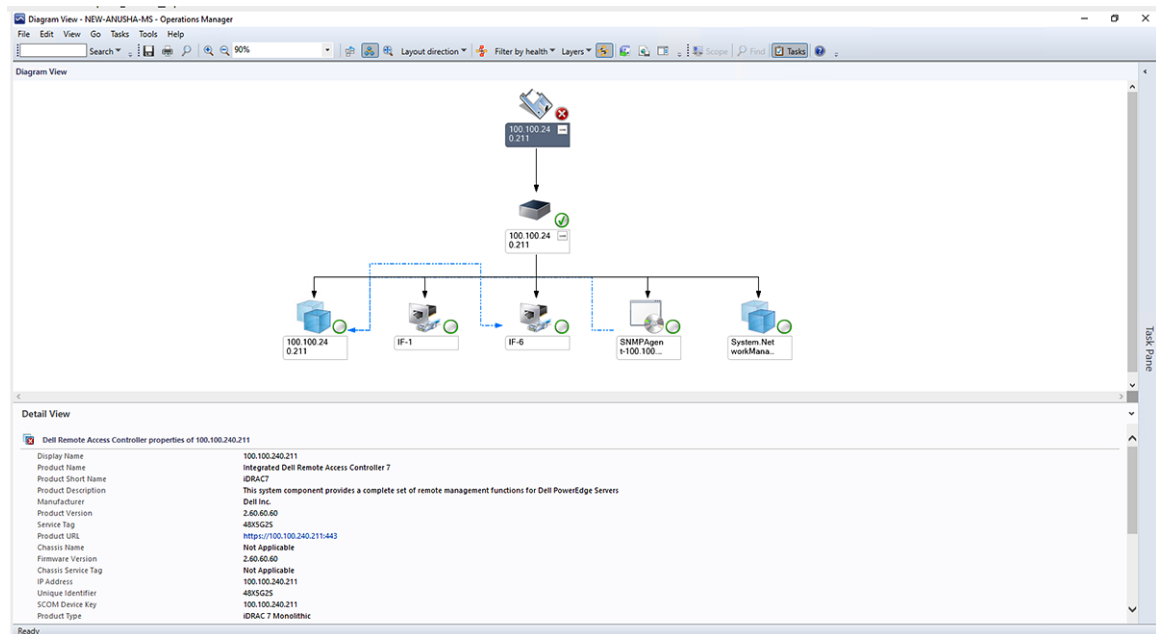 Diagram View - NEW-ANUSHA-MS - Operations Manager
File Edit View Go Tasks Tools Help
Search 90% Layout direction Filter by health Layers Scope Find Tasks
Diagram View
100.100.24
0.211
100.100.24
0.211
100.100.24
0.211
IF-1
IF-6
SNMPAgen
t-100.100...
System.Net
workMana...
Task Pane
Detail View
Dell Remote Access Controller properties of 100.100.240.211
Display Name 100.100.240.211
Product Name Integrated Dell Remote Access Controller 7
Product Short Name iDRAC7
Product Description This system component provides a complete set of remote management functions for Dell PowerEdge Servers
Manufacturer Dell Inc.
Product Version 2.60.60.60
Service Tag 48X5G2S
Product URL https://100.100.240.211:443
Chassis Name Not Applicable
Firmware Version 2.60.60.60
Chassis Service Tag Not Applicable
IP Address 100.100.240.211
Unique Identifier 48X5G2S
SCOM Device Key 100.100.240.211
Product Type iDRAC 7 Monolithic
Ready